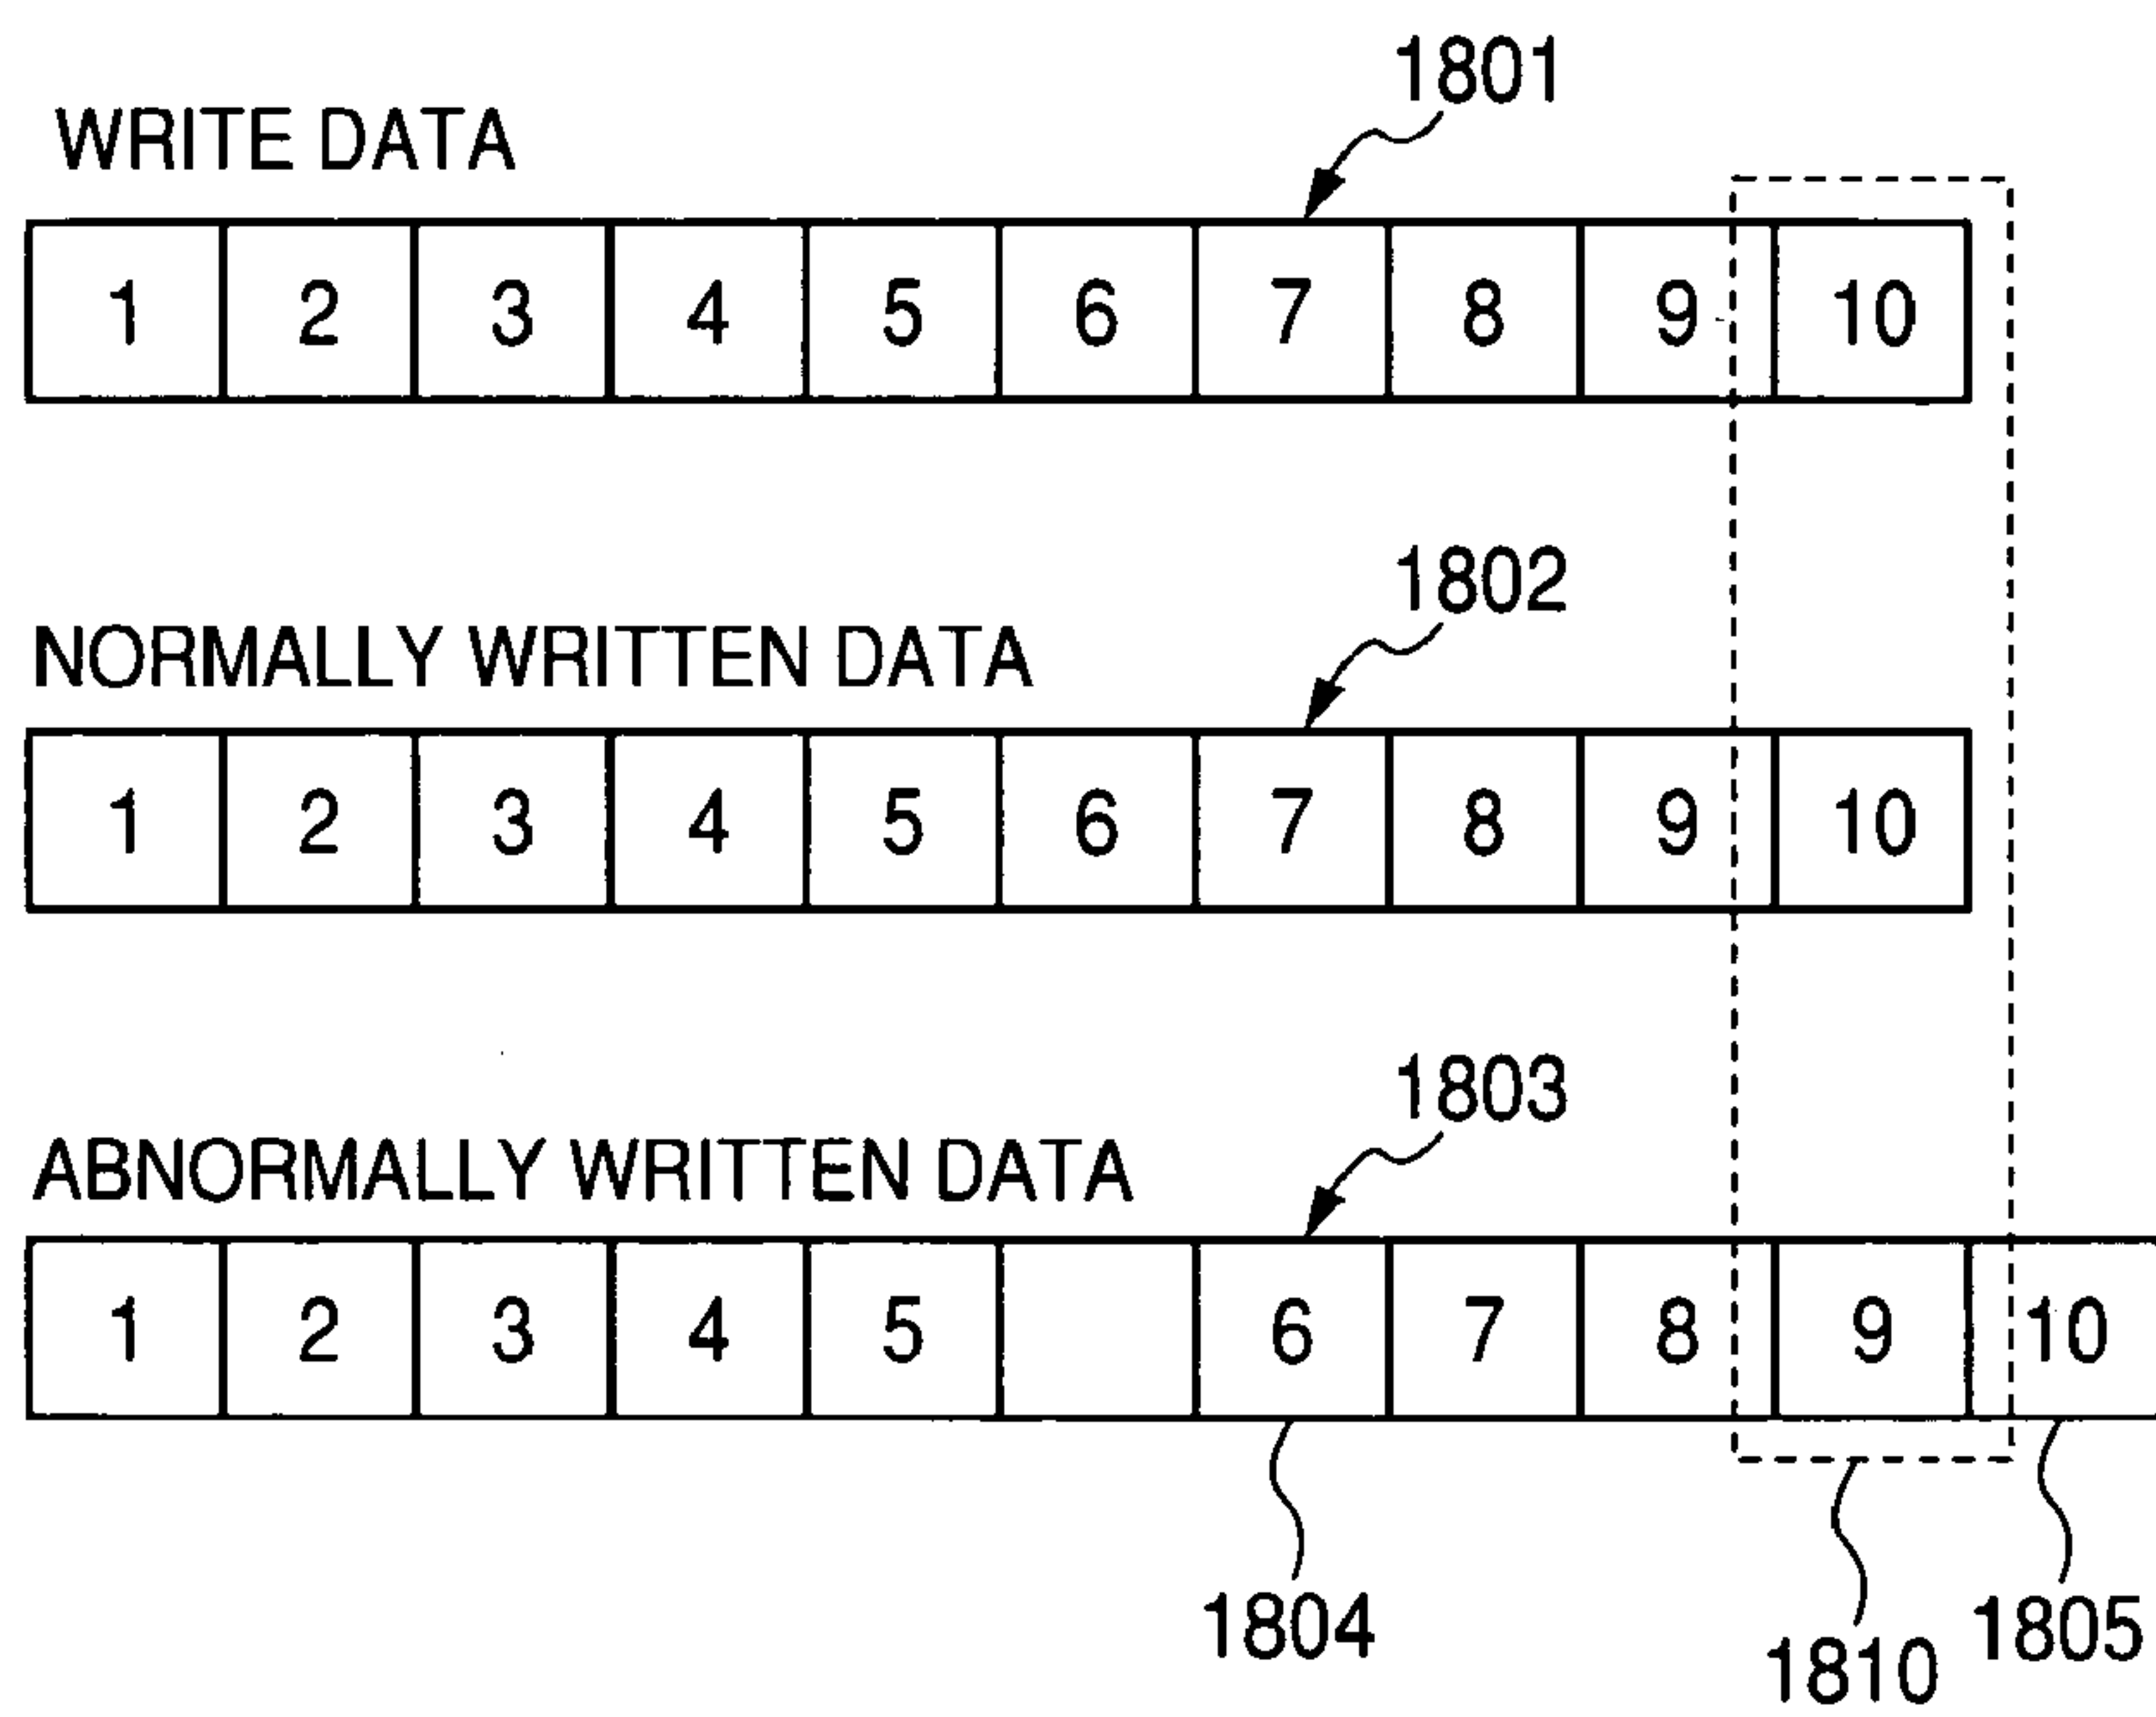 1801
WRITE DATA
1 2 3 4 5 6 7 8 9 10
1802
NORMALLY WRITTEN DATA
1 2 3 4 5 6 7 8 9 10
1803
ABNORMALLY WRITTEN DATA
1 2 3 4 5 6 7 8 9 10
1804 1810 1805